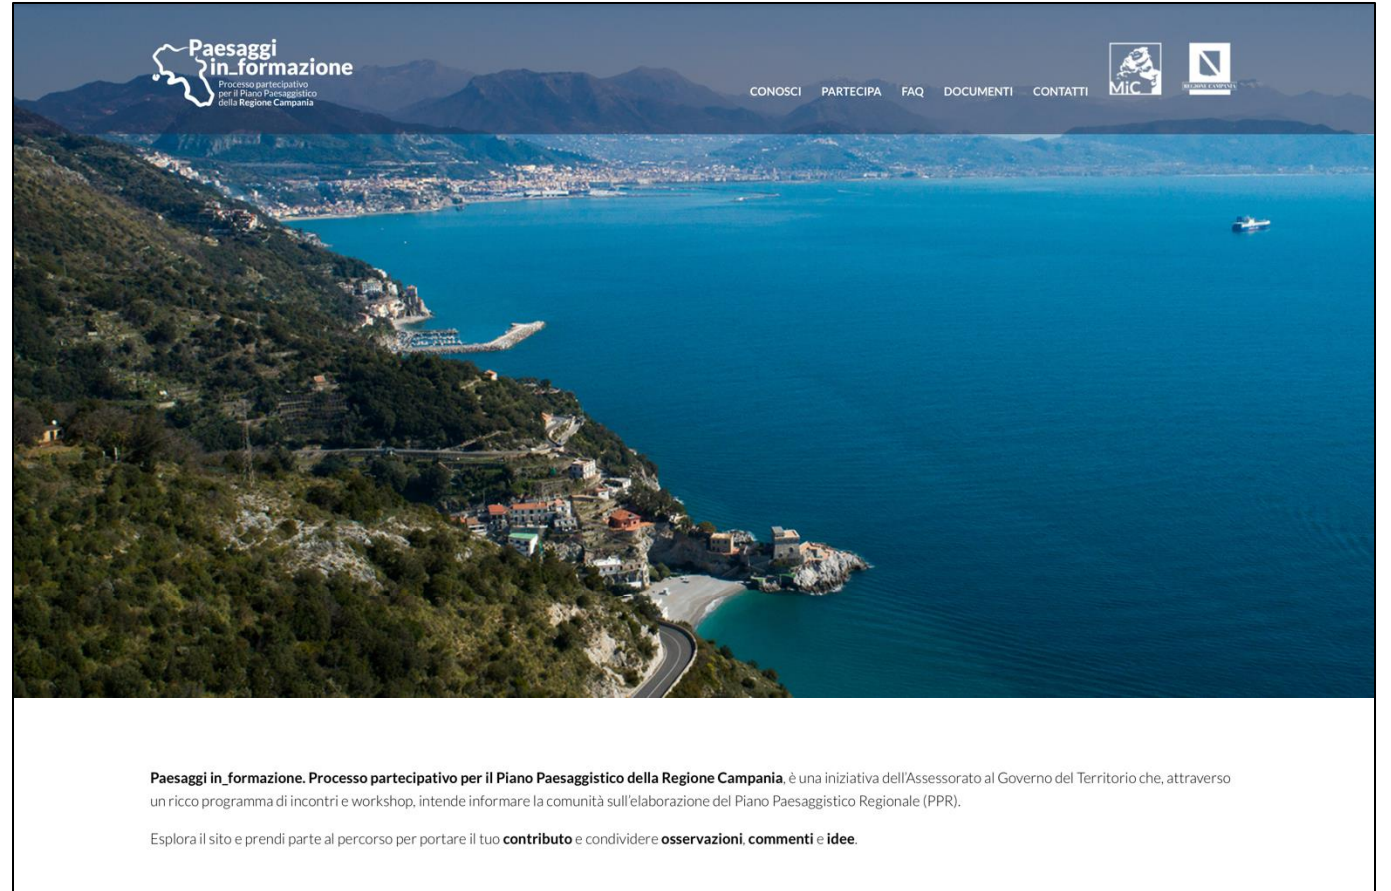 Paesaggi
in_formazione
Processo partecipativo
per il Piano Paesaggistico
della Regione Campania
CONOSCI PARTECIPA FAQ DOCUMENTI CONTATTI
MiC
REGIONE CAMPANIA
Paesaggi in_formazione. Processo partecipativo per il Piano Paesaggistico della Regione Campania, è una iniziativa dell'Assessorato al Governo del Territorio che, attraverso
un ricco programma di incontri e workshop, intende informare la comunità sull'elaborazione del Piano Paesaggistico Regionale (PPR).
Esplora il sito e prendi parte al percorso per portare il tuo contributo e condividere osservazioni, commenti e idee.